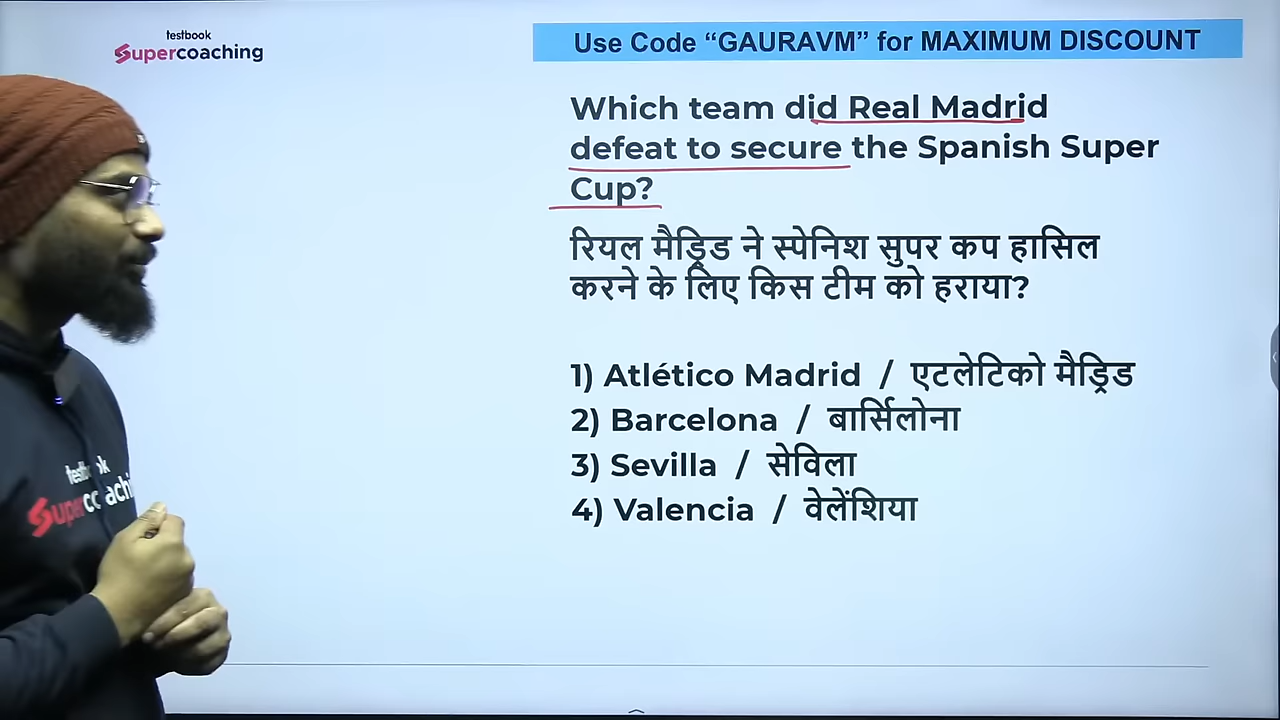 testbook
Supercoaching
Use Code “GAURAVM” for MAXIMUM DISCOUNT
Which team did Real Madrid
defeat to secure the Spanish Super
Cup?
रियल मैड्रिड ने स्पेनिश सुपर कप हासिल
करने के लिए किस टीम को हराया?
1) Atlético Madrid / एटलेटिको मैड्रिड
2) Barcelona / बार्सिलोना
3) Sevilla / सेविला
4) Valencia / वेलेंशिया